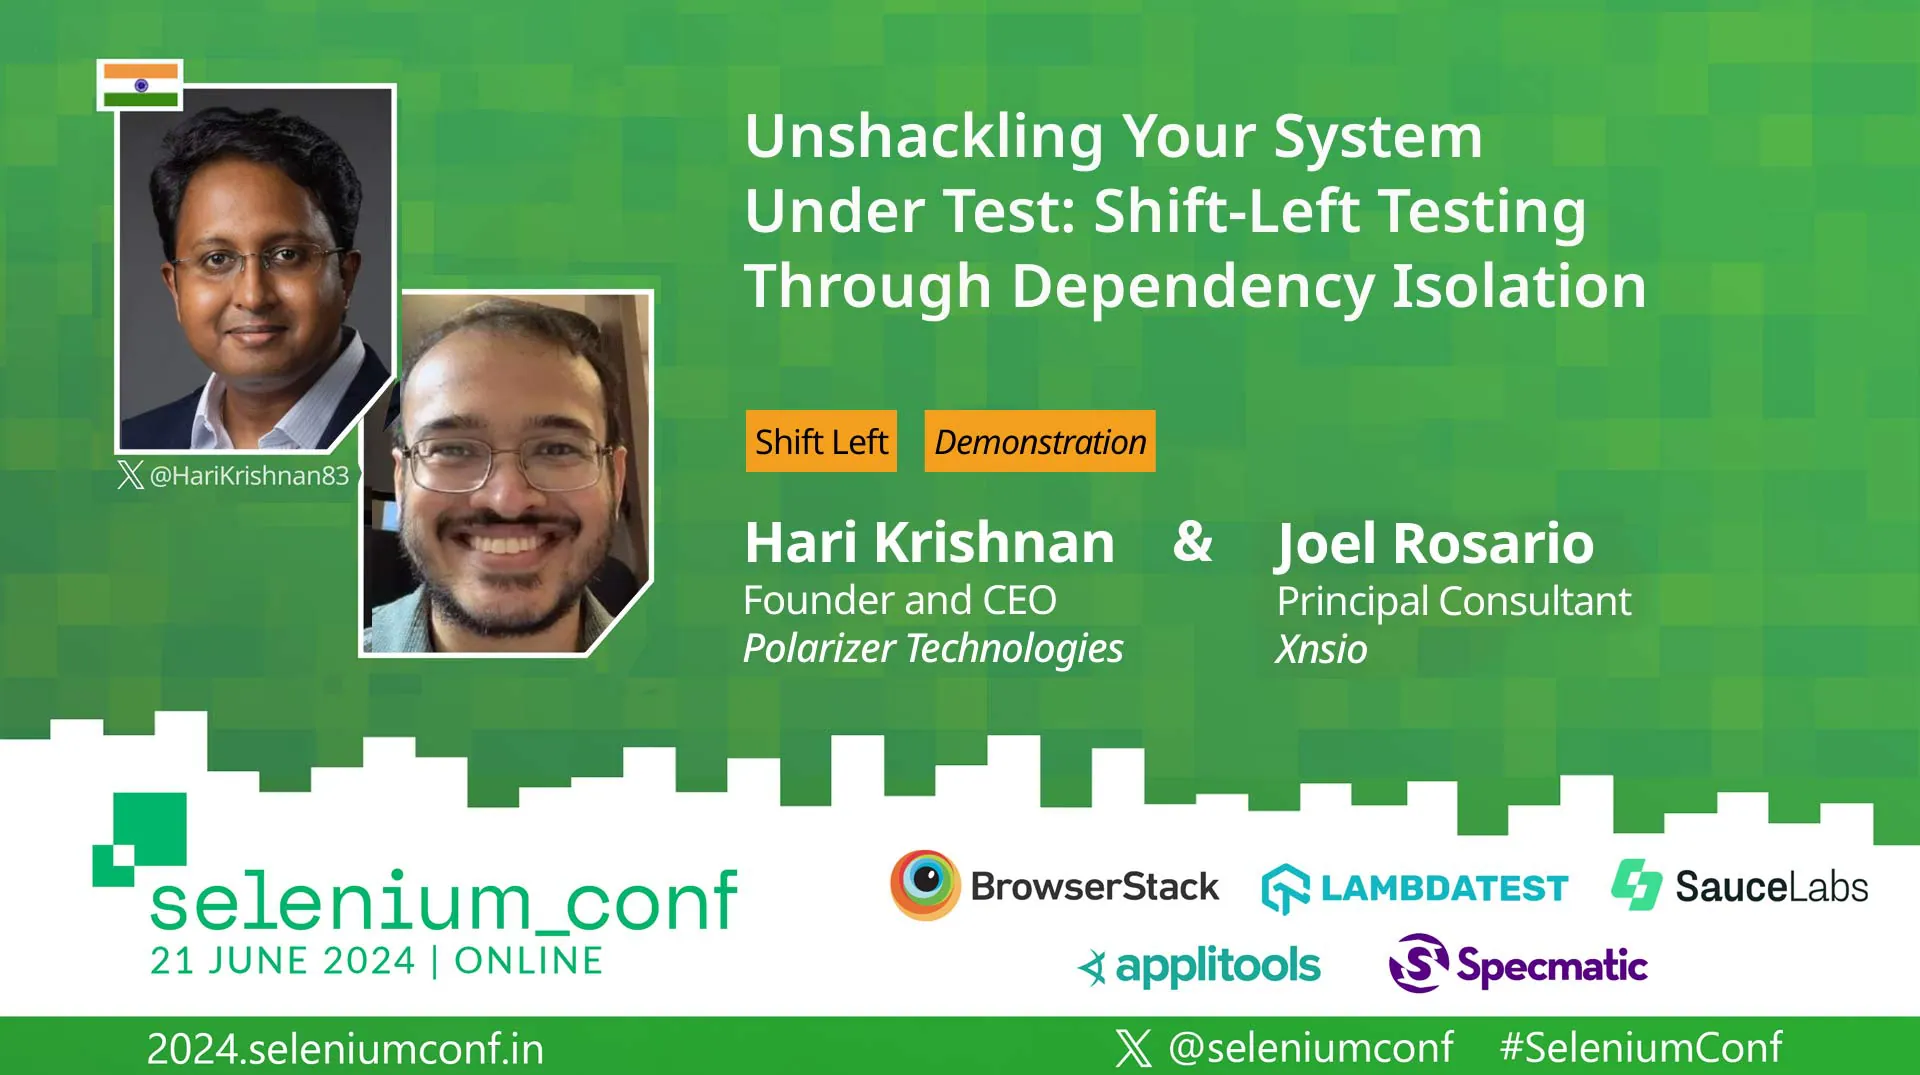 Unshackling Your System
Under Test: Shift-Left Testing
Through Dependency Isolation
@HariKrishnan83
Shift Left Demonstration
Hari Krishnan & Joel Rosario
Founder and CEO
Polarizer Technologies
Principal Consultant
Xnsio
selenium_conf
21 JUNE 2024 | ONLINE
BrowserStack
LAMBDATEST
SauceLabs
applitools
Specmatic
2024.seleniumconf.in
@seleniumconf #SeleniumConf